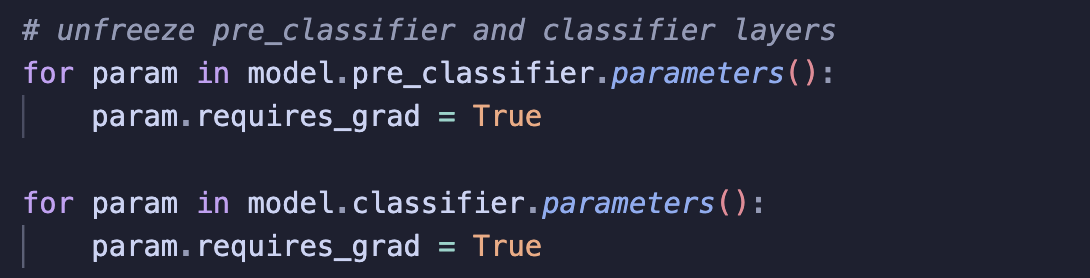 # unfreeze pre_classifier and classifier layers
for param in model.pre_classifier.parameters():
    param.requires_grad = True

for param in model.classifier.parameters():
    param.requires_grad = True